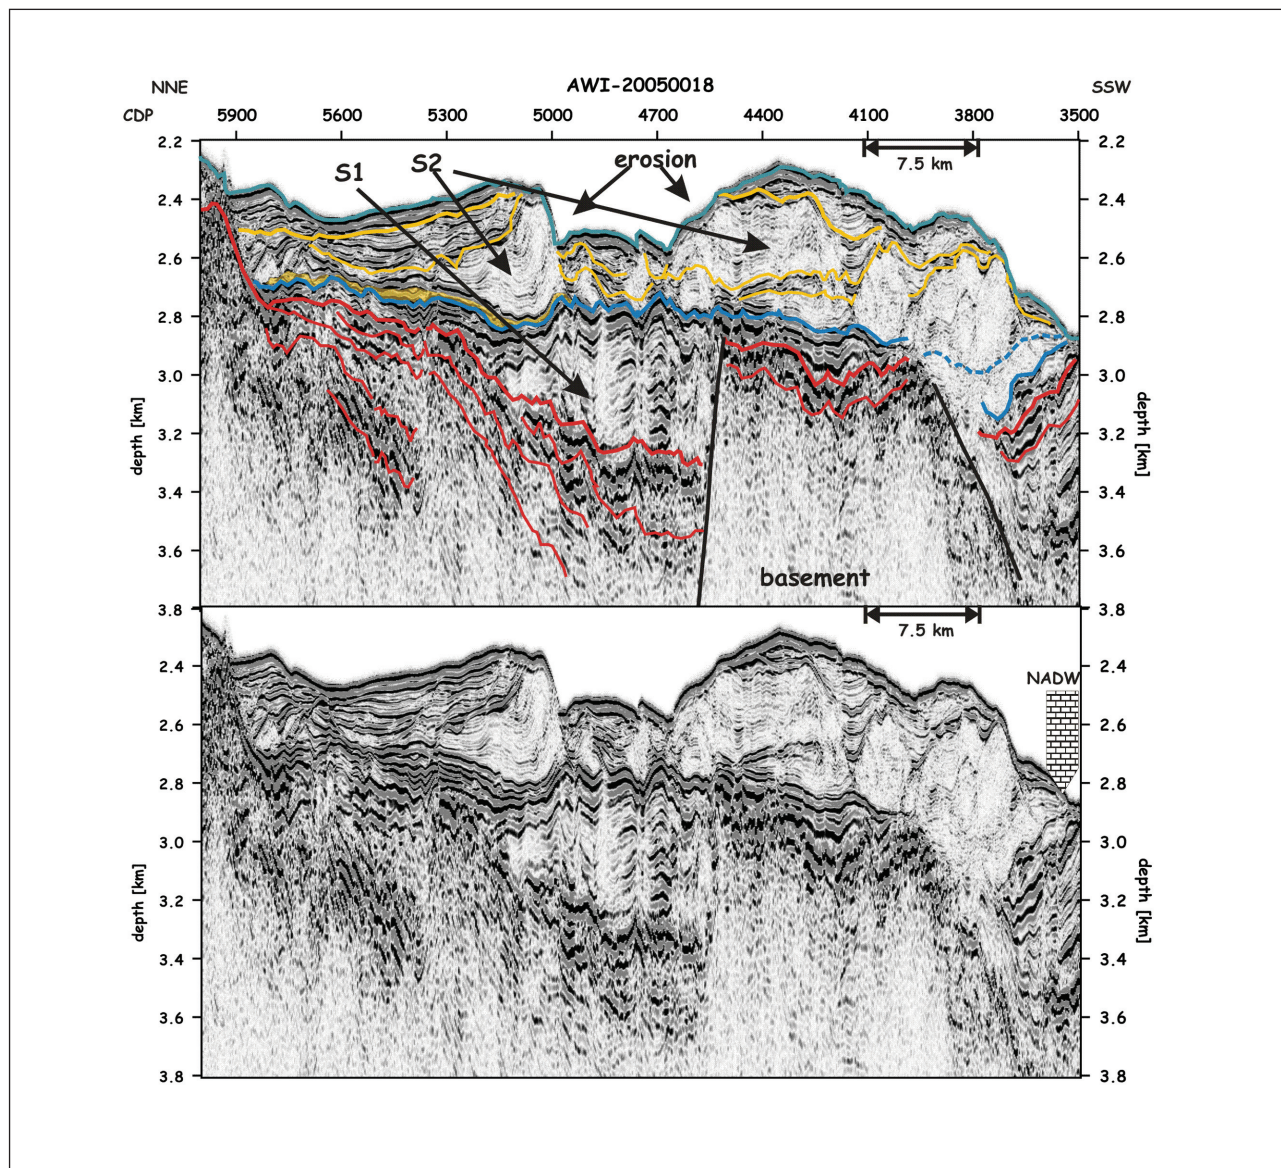 AWI-20050018
NNE
SSW
CDP
5900 5600 5300 5000 4700 4400 4100 3800 3500
2.2 2.2
7.5 km
S1 S2 erosion
2.4 2.4
2.6 2.6
2.8 2.8
3.0 3.0
depth [km] depth [km]
3.2 3.2
3.4 3.4
3.6 3.6
basement
3.8 3.8
7.5 km
2.4 2.4
NADW
2.6 2.6
2.8 2.8
3.0 3.0
depth [km] depth [km]
3.2 3.2
3.4 3.4
3.6 3.6
3.8 3.8